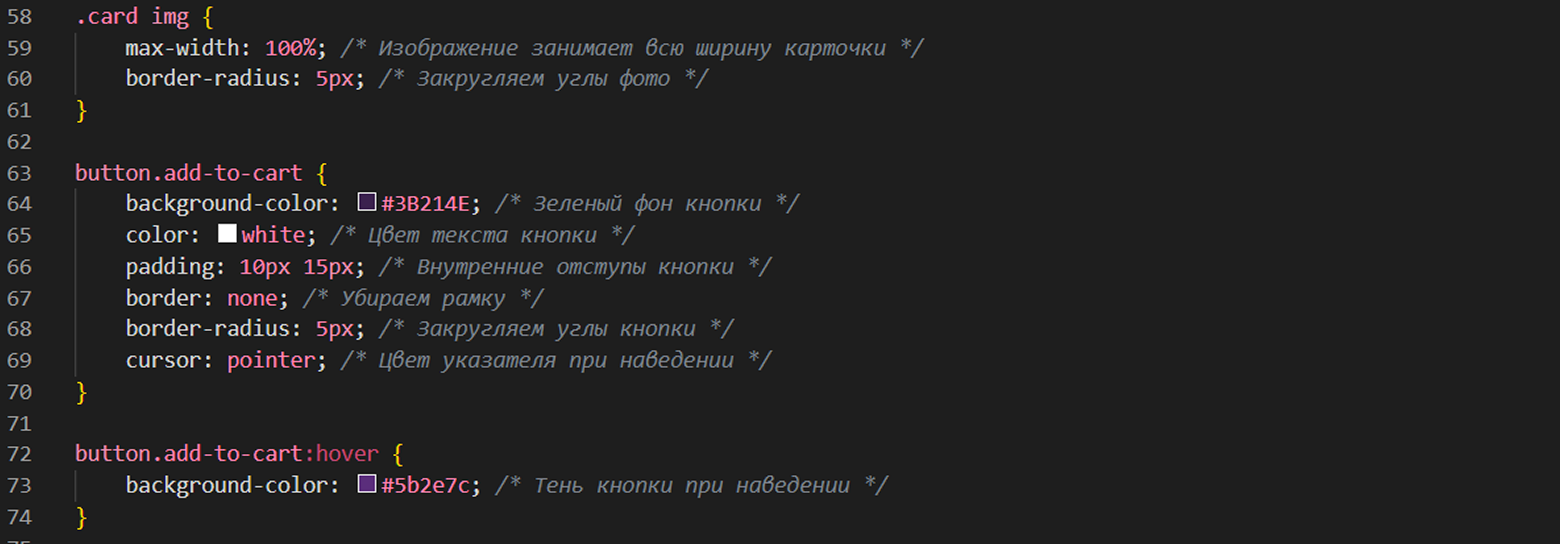 58 .card img {
59 max-width: 100%; /* Изображение занимает всю ширину карточки */
60 border-radius: 5px; /* Закругляем углы фото */
61 }
62
63 button.add-to-cart {
64 background-color: #3B214E; /* Зеленый фон кнопки */
65 color: white; /* Цвет текста кнопки */
66 padding: 10px 15px; /* Внутренние отступы кнопки */
67 border: none; /* Убираем рамку */
68 border-radius: 5px; /* Закругляем углы кнопки */
69 cursor: pointer; /* Цвет указателя при наведении */
70 }
71
72 button.add-to-cart:hover {
73 background-color: #5b2e7c; /* Тень кнопки при наведении */
74 }